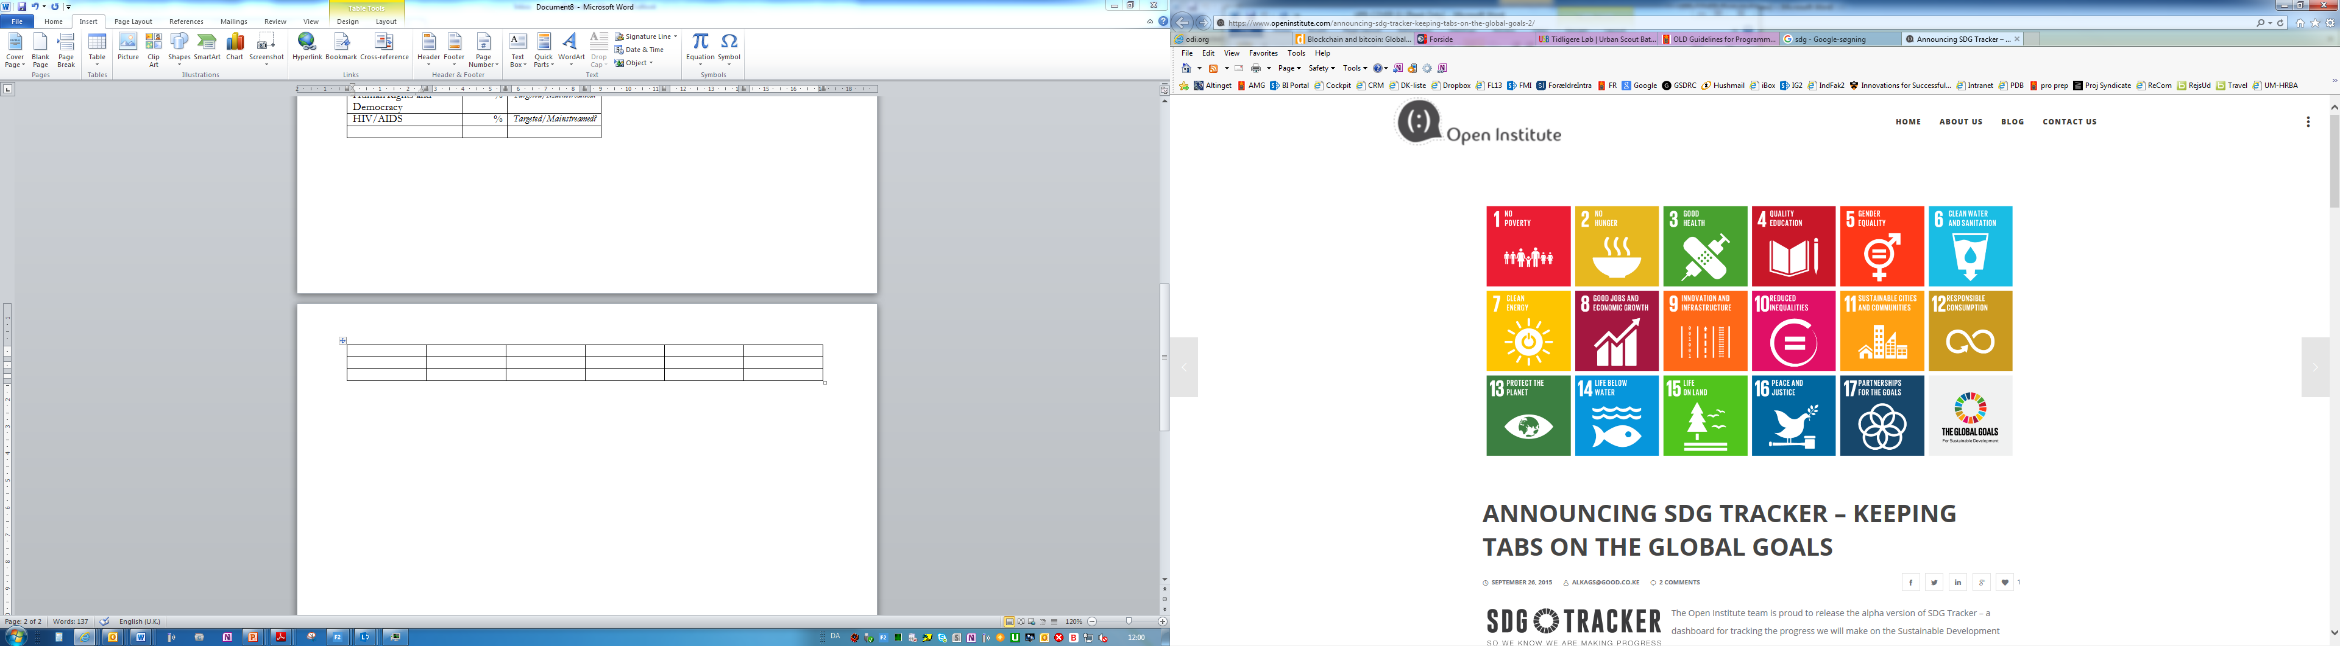 Table Tools
Document8 - Microsoft Word
File Home Insert Page Layout References Mailings Review View Design Layout
Cover Page Blank Page Page Break Table Picture Clip Art Shapes SmartArt Chart Screenshot Hyperlink Bookmark Cross-reference Header Footer Page Number Text Box Quick Parts WordArt Drop Cap Signature Line Date & Time Object Equation Symbol
Pages Tables Illustrations Links Header & Footer Text Symbols
Democracy
HIV/AIDS % Targeted/Mainstreamed?
Page: 2 of 2 Words: 137 English (U.K.) 120%
DA 12:00
https://www.openinstitute.com/announcing-sdg-tracker-keeping-tabs-on-the-global-goals-2/
odi.org Blockchain and bitcoin: Global... Forside Tidligere Løb | Urban Scout Bat... OLD Guidelines for Programm... sdg - Google-søgning Announcing SDG Tracker – ...
File Edit View Favorites Tools Help
Page Safety Tools
Altinget AMG BI Portal Cockpit CRM DK-liste Dropbox FL13 FMI ForældreIntra FR Google GSDRC Hushmail iBox IG2 IndFak2 Innovations for Successful... Intranet PDB pro prep Proj Syndicate ReCom RejsUd Travel UM-HRBA
(:) Open Institute
HOME ABOUT US BLOG CONTACT US
1 NO POVERTY
2 NO HUNGER
3 GOOD HEALTH
4 QUALITY EDUCATION
5 GENDER EQUALITY
6 CLEAN WATER AND SANITATION
7 CLEAN ENERGY
8 GOOD JOBS AND ECONOMIC GROWTH
9 INNOVATION AND INFRASTRUCTURE
10 REDUCED INEQUALITIES
11 SUSTAINABLE CITIES AND COMMUNITIES
12 RESPONSIBLE CONSUMPTION
13 PROTECT THE PLANET
14 LIFE BELOW WATER
15 LIFE ON LAND
16 PEACE AND JUSTICE
17 PARTNERSHIPS FOR THE GOALS
THE GLOBAL GOALS
For Sustainable Development
ANNOUNCING SDG TRACKER – KEEPING
TABS ON THE GLOBAL GOALS
SEPTEMBER 26, 2015 ALKAGS@GOOD.CO.KE 2 COMMENTS 1
SDG TRACKER
SO WE KNOW WE ARE MAKING PROGRESS
The Open Institute team is proud to release the alpha version of SDG Tracker – a
dashboard for tracking the progress we will make on the Sustainable Development